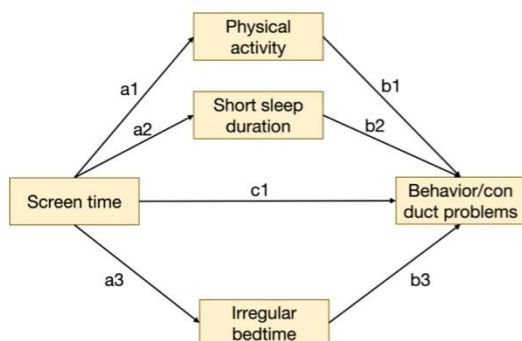 Physical
activity
a1
b1
Short sleep
duration
a2
b2
Screen time
c1
Behavior/con
duct problems
a3
b3
Irregular
bedtime